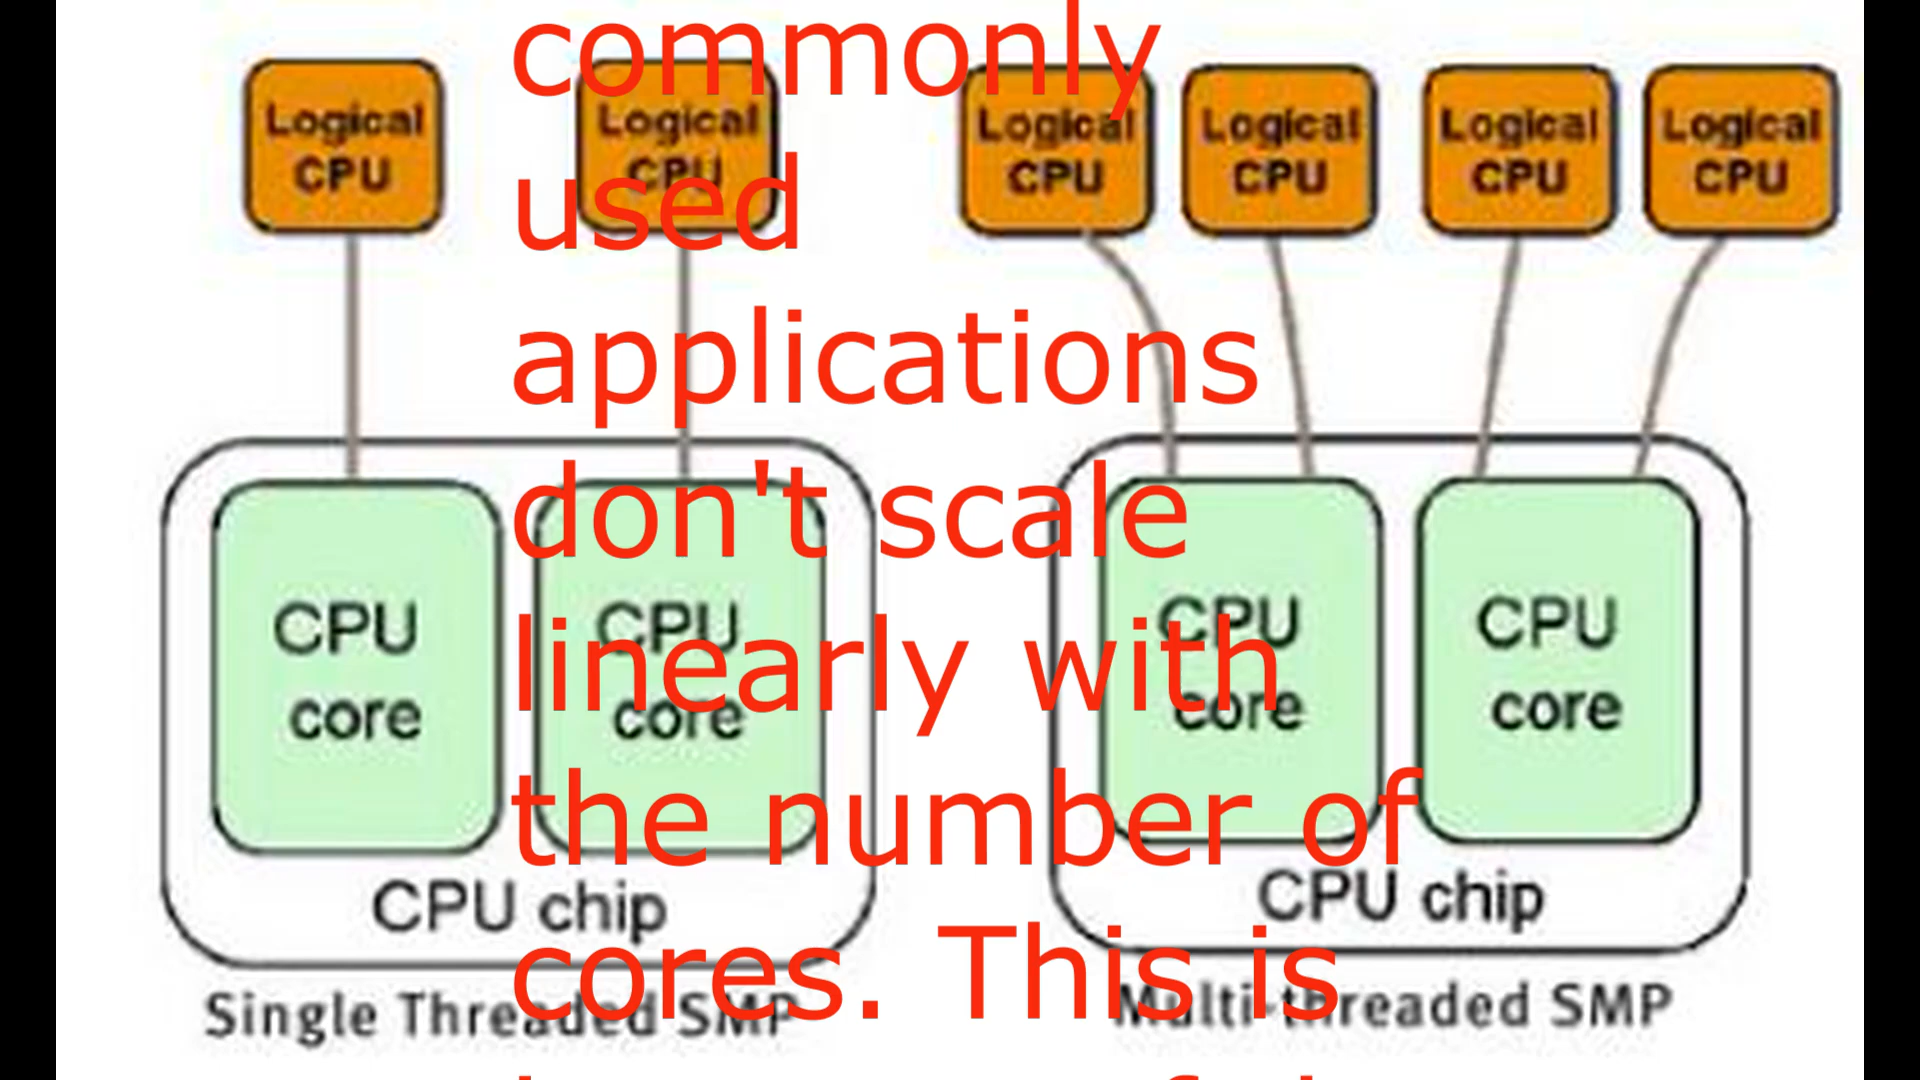 commonly
used
applications
don't scale
linearly with
the number of
cores. This is
Logical
CPU
Logical
CPU
Logical
CPU
Logical
CPU
Logical
CPU
Logical
CPU
CPU
core
CPU
core
CPU chip
Single Threaded SMP
CPU
core
CPU
core
CPU chip
Multi-threaded SMP